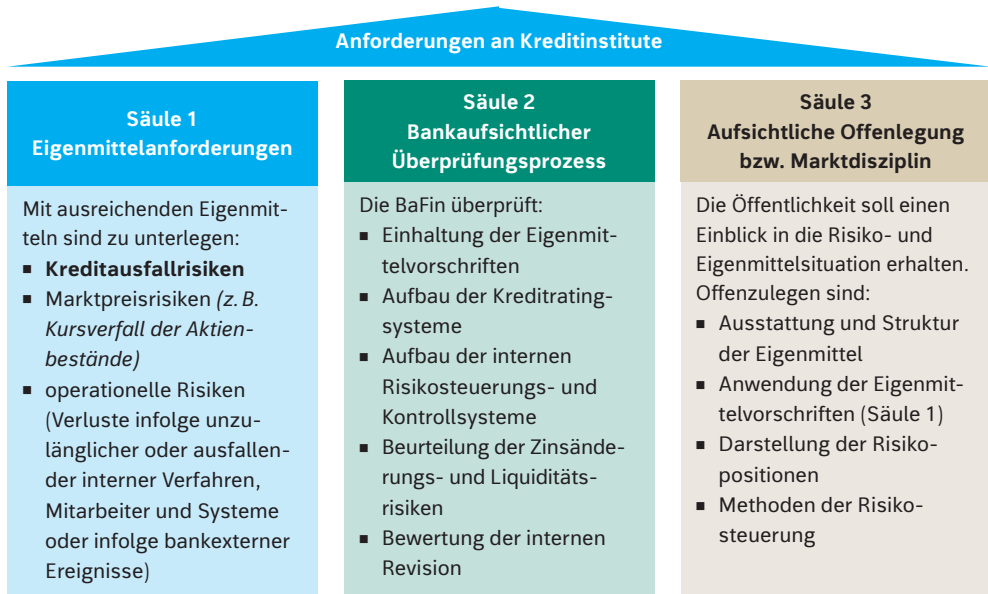 Anforderungen an Kreditinstitute
Säule 1
Eigenmittelanforderungen
Mit ausreichenden Eigenmit-
teln sind zu unterlegen:
▪ Kreditausfallrisiken
▪ Marktpreisrisiken (z. B.
Kursverfall der Aktien-
bestände)
▪ operationelle Risiken
(Verluste infolge unzu-
länglicher oder ausfallen-
der interner Verfahren,
Mitarbeiter und Systeme
oder infolge bankexterner
Ereignisse)
Säule 2
Bankaufsichtlicher
Überprüfungsprozess
Die BaFin überprüft:
▪ Einhaltung der Eigenmit-
telvorschriften
▪ Aufbau der Kreditrating-
systeme
▪ Aufbau der internen
Risikosteuerungs- und
Kontrollsysteme
▪ Beurteilung der Zinsände-
rungs- und Liquiditäts-
risiken
▪ Bewertung der internen
Revision
Säule 3
Aufsichtliche Offenlegung
bzw. Marktdisziplin
Die Öffentlichkeit soll einen
Einblick in die Risiko- und
Eigenmittelsituation erhalten.
Offenzulegen sind:
▪ Ausstattung und Struktur
der Eigenmittel
▪ Anwendung der Eigenmit-
telvorschriften (Säule 1)
▪ Darstellung der Risiko-
positionen
▪ Methoden der Risiko-
steuerung